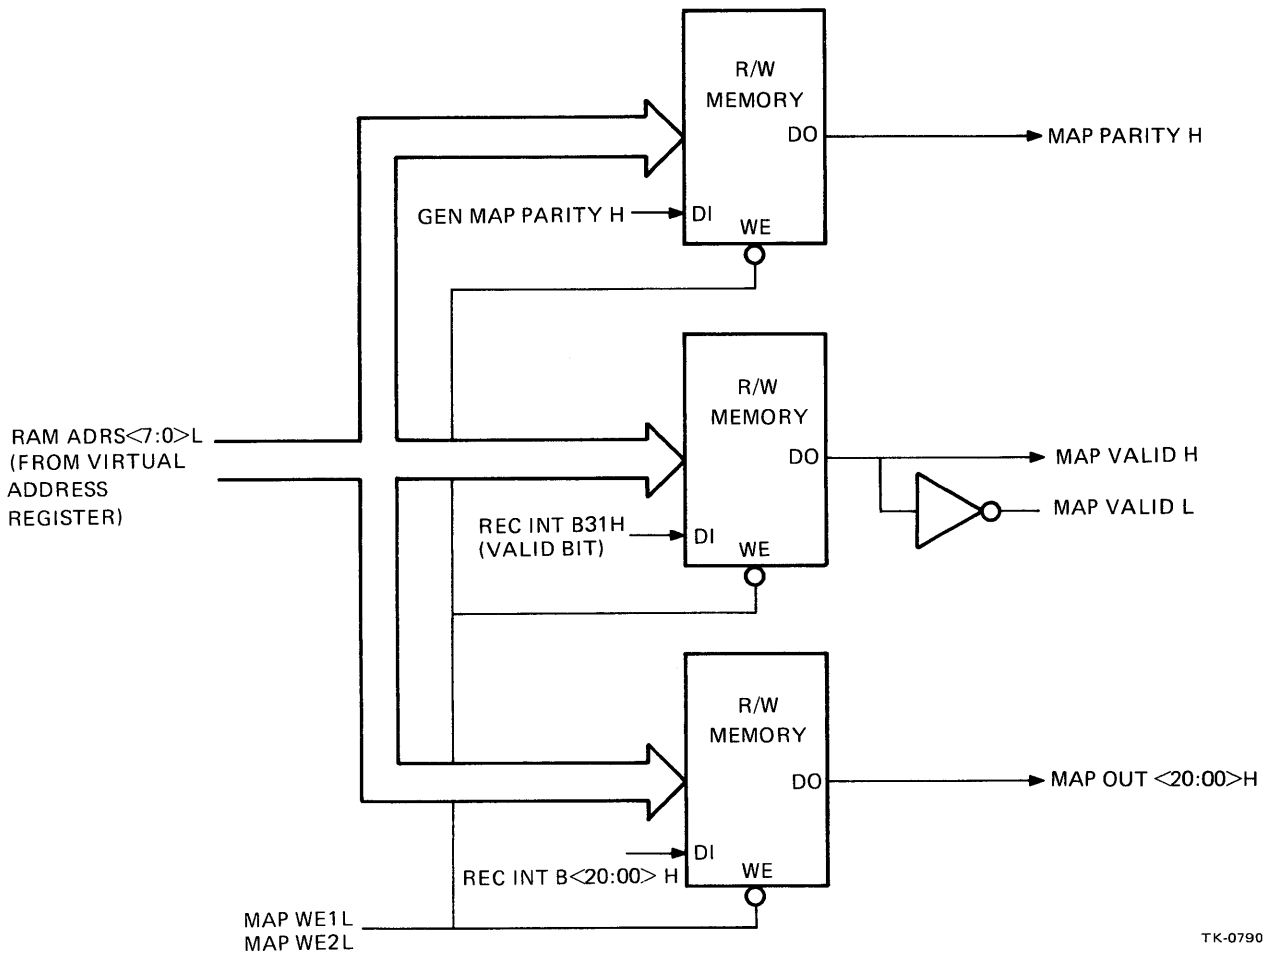 R/W
MEMORY
DO
MAP PARITY H
GEN MAP PARITY H
DI
WE
R/W
MEMORY
RAM ADRS<7:0>L
(FROM VIRTUAL
ADDRESS
REGISTER)
DO
MAP VALID H
MAP VALID L
REC INT B31H
(VALID BIT)
DI
WE
R/W
MEMORY
DO
MAP OUT <20:00>H
DI
REC INT B<20:00> H
WE
MAP WE1L
MAP WE2L
TK-0790